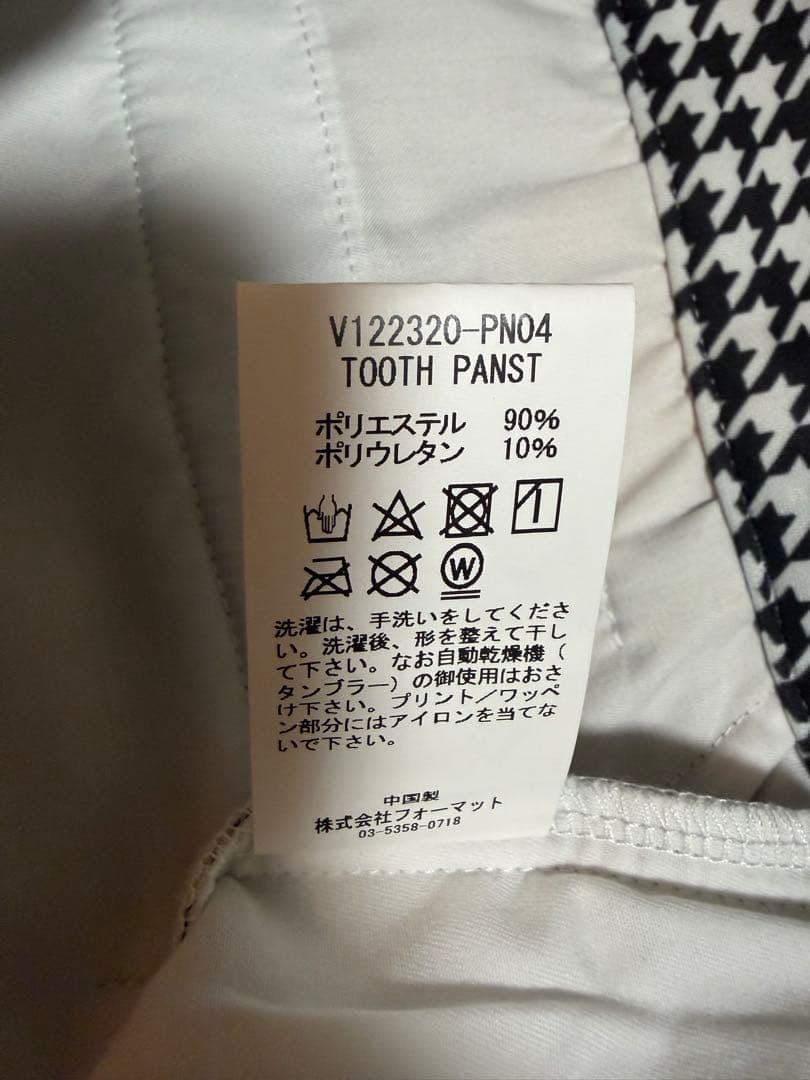 V122320-PN04
TOOTH PANST
ポリエステル 90%
ポリウレタン 10%
W
洗濯は、手洗いをしてくださ
い。洗濯後、形を整えて干し
て下さい。なお自動乾燥機（
タンブラー）の御使用はおさ
け下さい。プリント／ワッペ
ン部分にはアイロンを当てな
いで下さい。
中国製
株式会社フォーマット
03-5358-0718